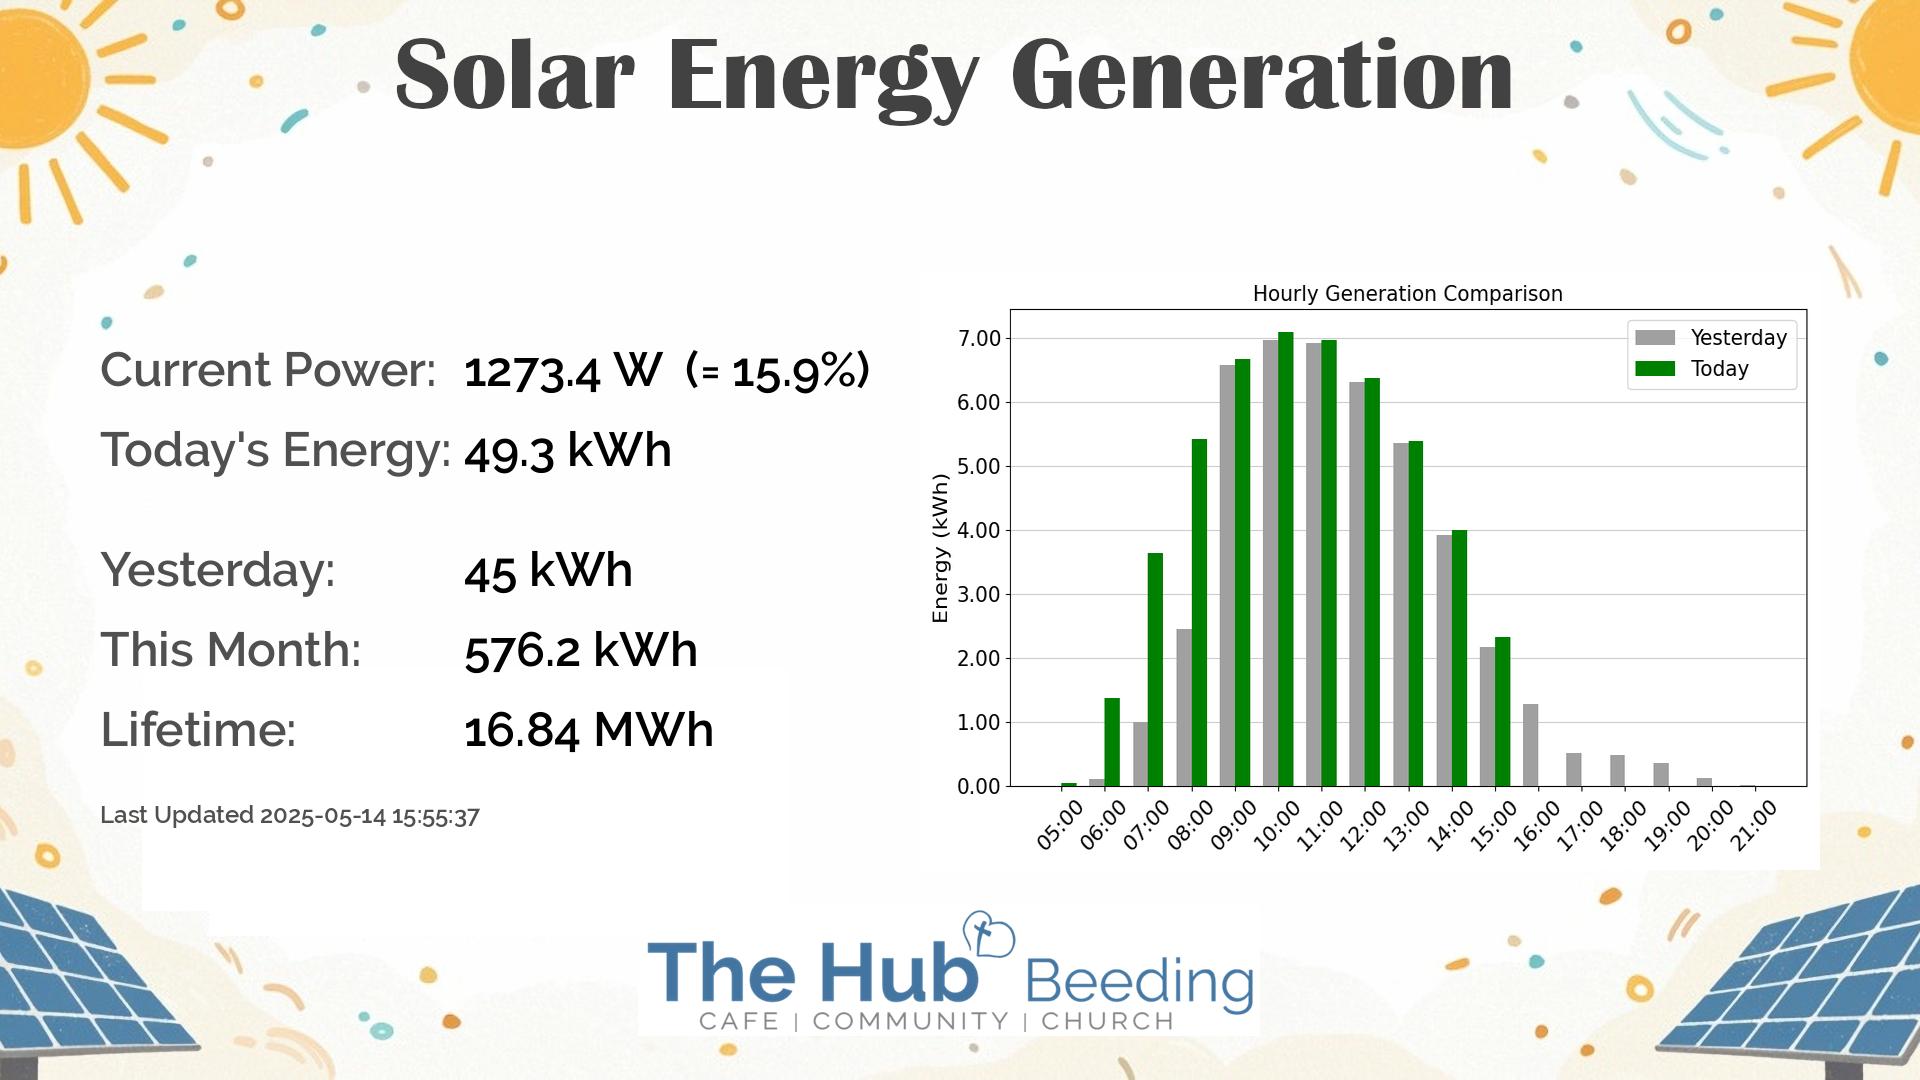 Solar Energy Generation
Current Power: 1273.4 W (= 15.9%)
Today's Energy: 49.3 kWh
Yesterday: 45 kWh
This Month: 576.2 kWh
Lifetime: 16.84 MWh
Last Updated 2025-05-14 15:55:37
Hourly Generation Comparison
Yesterday
Today
Energy (kWh)
7.00
6.00
5.00
4.00
3.00
2.00
1.00
0.00
05:00 06:00 07:00 08:00 09:00 10:00 11:00 12:00 13:00 14:00 15:00 16:00 17:00 18:00 19:00 20:00 21:00
The Hub Beeding
CAFE | COMMUNITY | CHURCH